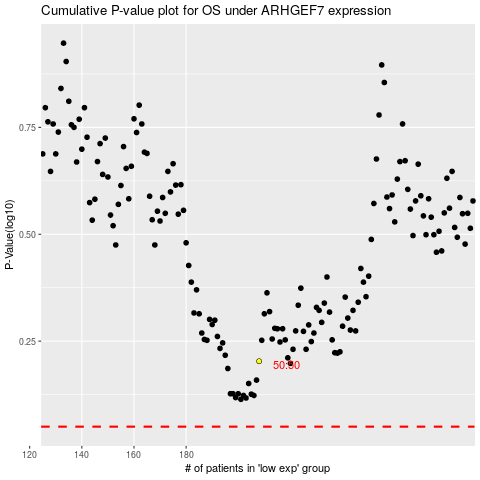 Cumulative P-value plot for OS under ARHGEF7 expression
P-Value(log10)
0.75
0.50
0.25
50:50
120 140 160 180
# of patients in 'low exp' group